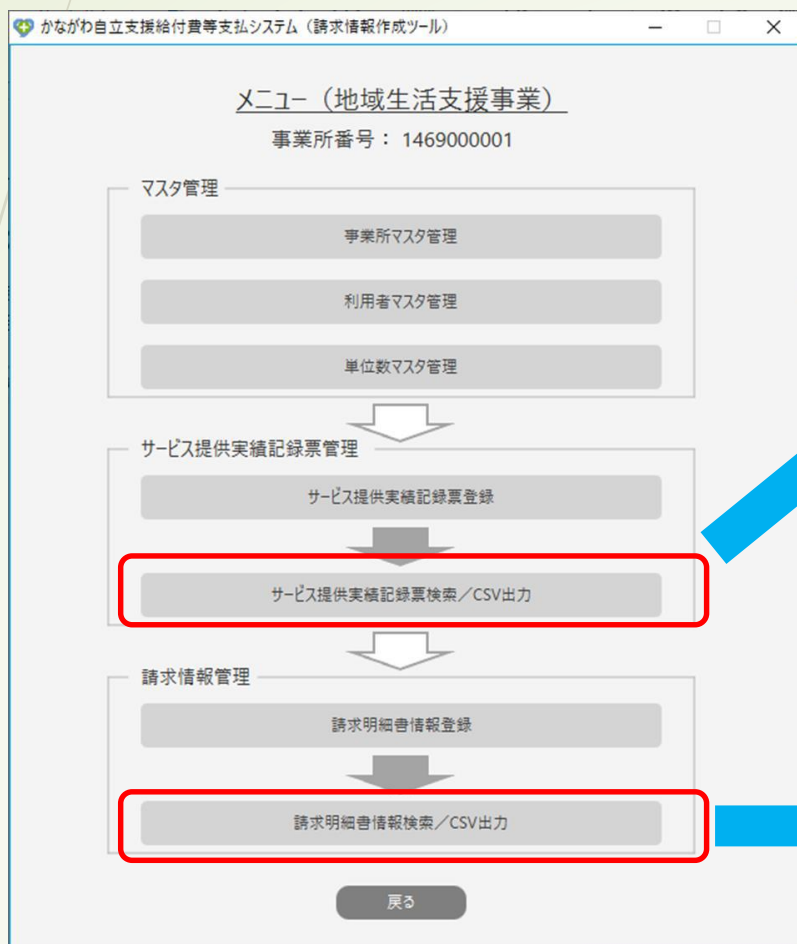 かながわ自立支援給付費等支払システム（請求情報作成ツール）
メニュー（地域生活支援事業）
事業所番号： 1469000001
マスタ管理
事業所マスタ管理
利用者マスタ管理
単位数マスタ管理
サービス提供実績記録票管理
サービス提供実績記録票登録
サービス提供実績記録票検索／CSV出力
請求情報管理
請求明細書情報登録
請求明細書情報検索／CSV出力
戻る